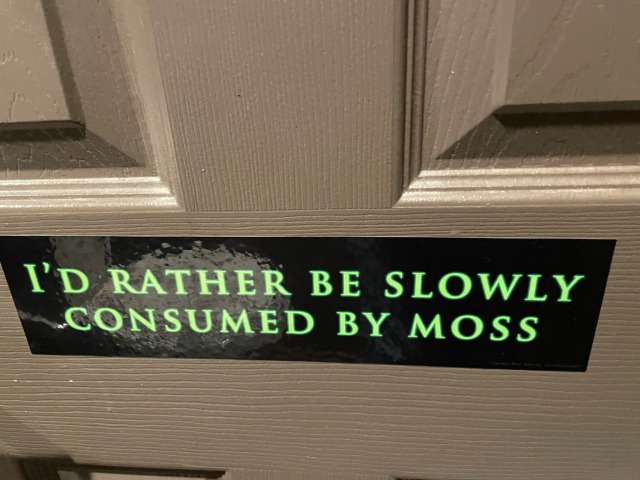 I'D RATHER BE SLOWLY
CONSUMED BY MOSS